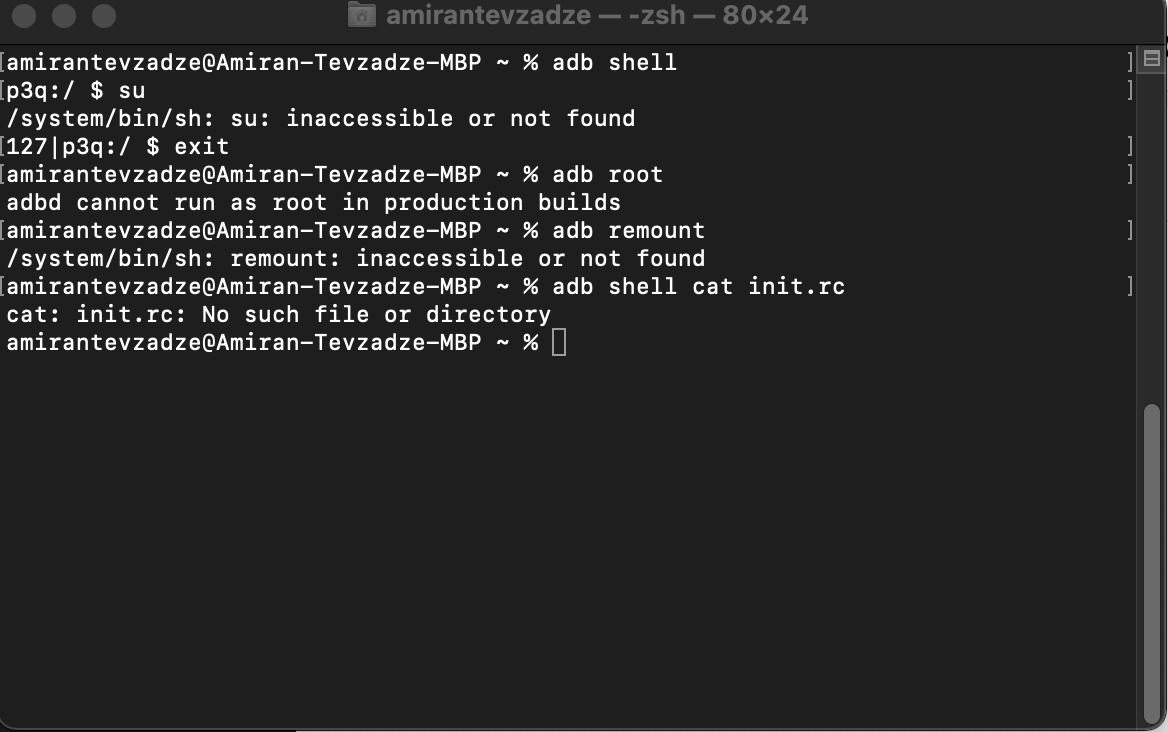 amirantevzadze — -zsh — 80×24
[amirantevzadze@Amiran-Tevzadze-MBP ~ % adb shell ]
[p3q:/ $ su ]
/system/bin/sh: su: inaccessible or not found
[127|p3q:/ $ exit ]
[amirantevzadze@Amiran-Tevzadze-MBP ~ % adb root ]
adbd cannot run as root in production builds
[amirantevzadze@Amiran-Tevzadze-MBP ~ % adb remount ]
/system/bin/sh: remount: inaccessible or not found
[amirantevzadze@Amiran-Tevzadze-MBP ~ % adb shell cat init.rc ]
cat: init.rc: No such file or directory
amirantevzadze@Amiran-Tevzadze-MBP ~ %